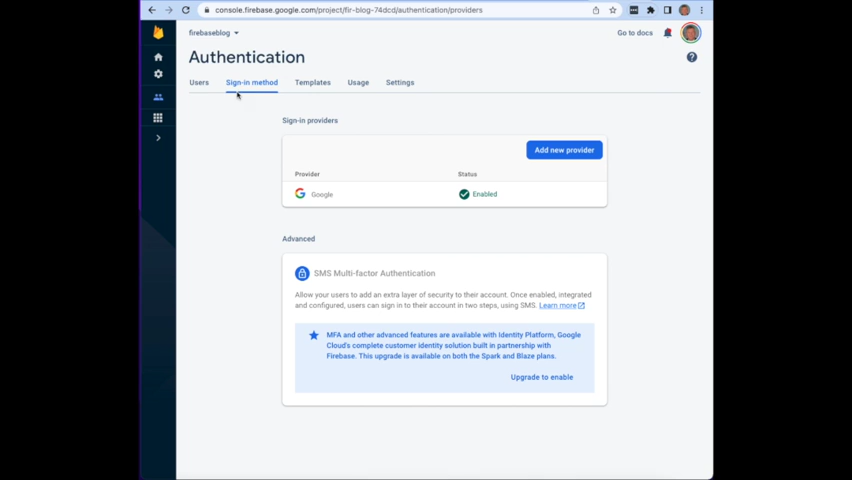 console.firebase.google.com/project/fir-blog-74dcd/authentication/providers
firebaseblog
Go to docs
Authentication
Users Sign-in method Templates Usage Settings
Sign-in providers
Add new provider
Provider Status
Google Enabled
Advanced
SMS Multi-factor Authentication
Allow your users to add an extra layer of security to their account. Once enabled, integrated
and configured, users can sign in to their account in two steps, using SMS. Learn more
MFA and other advanced features are available with Identity Platform, Google
Cloud's complete customer identity solution built in partnership with
Firebase. This upgrade is available on both the Spark and Blaze plans.
Upgrade to enable